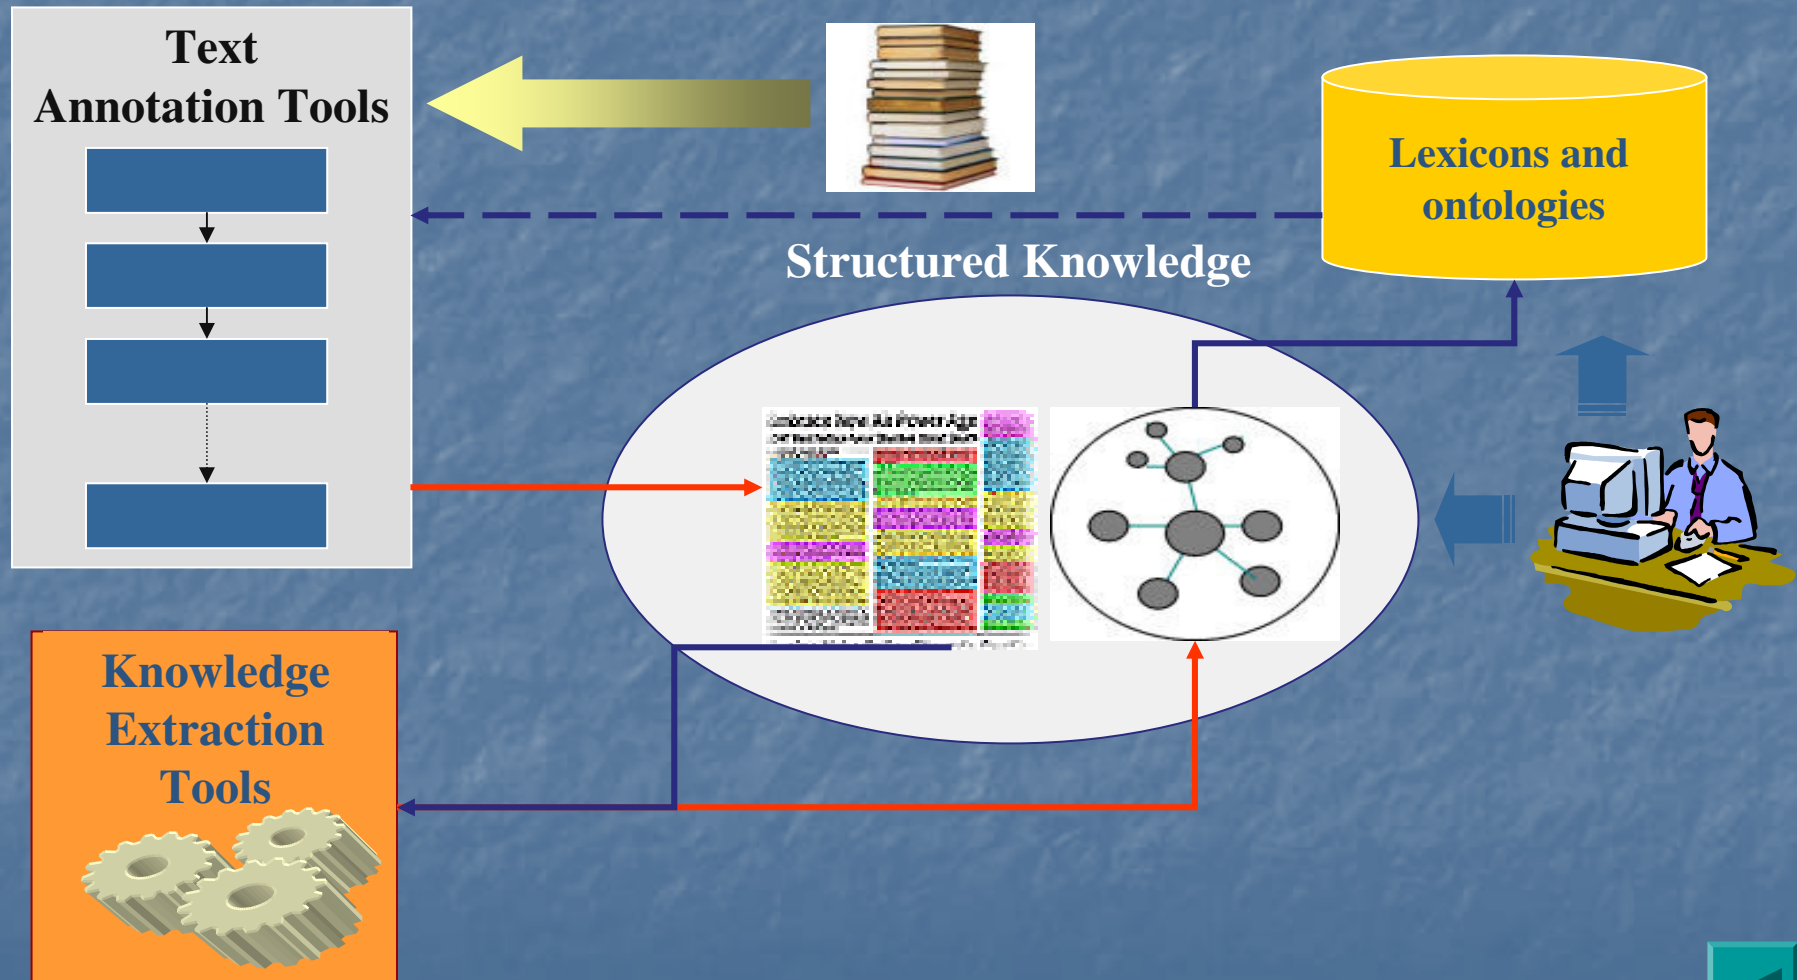 Text
Annotation Tools
Lexicons and
ontologies
Structured Knowledge
Knowledge
Extraction
Tools